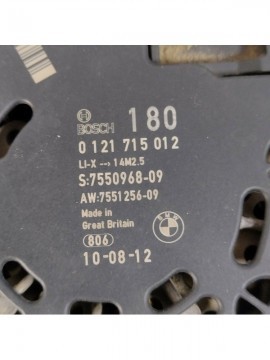 BOSCH 180
0 121 715 012
LI-X --› 14M2.5
S:7550968-09
AW:7551256-09
Made in
Great Britain
806
10-08-12